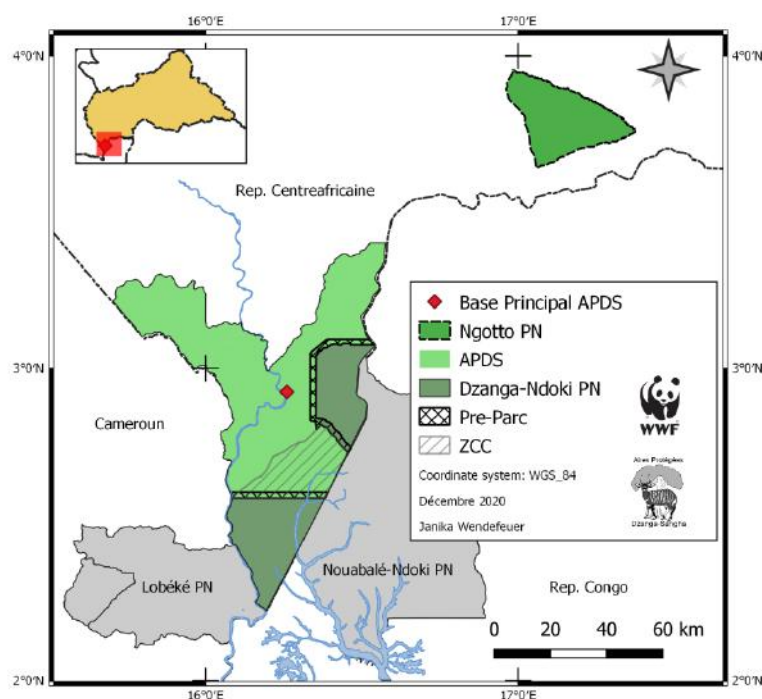 16°0'E 17°0'E
4°0'N 4°0'N
Rep. Centreafricaine
Base Principal APDS
Ngotto PN
APDS
Dzanga-Ndoki PN
Pre-Parc
ZCC
WWF
Coordinate system: WGS_84
Décembre 2020
Janika Wendefeuer
Aires Protégées
Dzanga-Sangha
3°0'N 3°0'N
Cameroun
Lobéké PN
Nouabalé-Ndoki PN
Rep. Congo
0 20 40 60 km
2°0'N 2°0'N
16°0'E 17°0'E